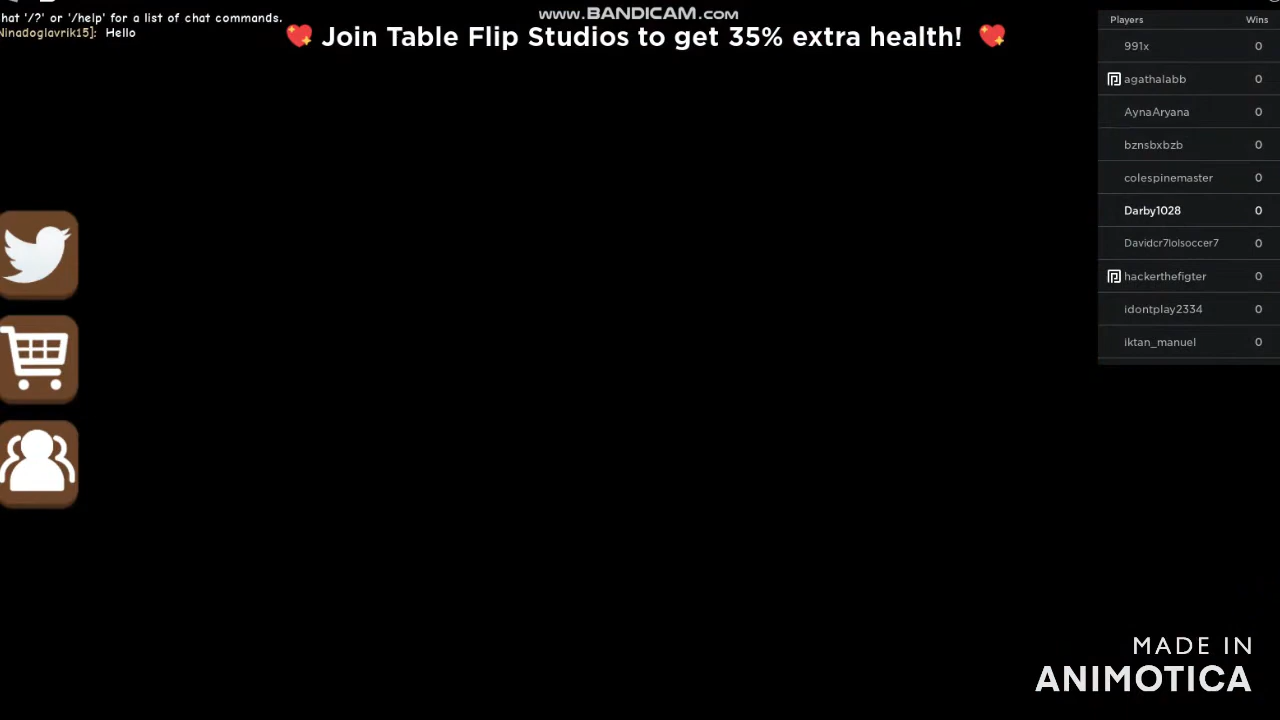 WWW.BANDICAM.COM
hat '/?' or '/help' for a list of chat commands.
Ninadoglavrik15]: Hello
Join Table Flip Studios to get 35% extra health!
Players Wins
991x 0
agathalabb 0
AynaAryana 0
bznsbxbzb 0
colespinemaster 0
Darby1028 0
Davidcr7lolsoccer7 0
hackerthefigter 0
idontplay2334 0
iktan_manuel 0
MADE IN
ANIMOTICA